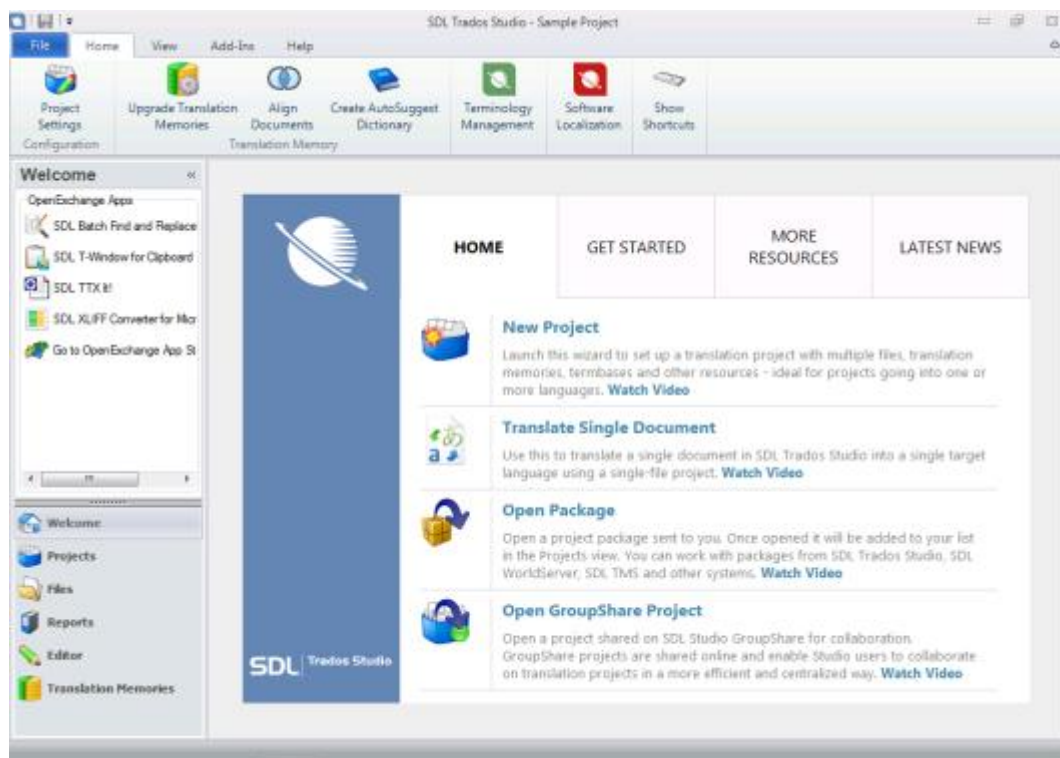 SDL Trados Studio - Sample Project
File Home View Add-Ins Help
Project Settings
Upgrade Translation Memories
Align Documents
Create AutoSuggest Dictionary
Terminology Management
Software Localization
Show Shortcuts
Configuration
Translation Memory
Welcome «
OpenExchange Apps
SDL Batch Find and Replace
SDL T-Window for Clipboard
SDL TTX It!
SDL XLIFF Converter for Micr
Go to OpenExchange App St
Welcome
Projects
Files
Reports
Editor
Translation Memories
SDL Trados Studio
HOME
GET STARTED
MORE
RESOURCES
LATEST NEWS
New Project
Launch this wizard to set up a translation project with multiple files, translation
memories, termbases and other resources - ideal for projects going into one or
more languages. Watch Video
Translate Single Document
Use this to translate a single document in SDL Trados Studio into a single target
language using a single-file project. Watch Video
Open Package
Open a project package sent to you. Once opened it will be added to your list
in the Projects view. You can work with packages from SDL Trados Studio, SDL
WorldServer, SDL TMS and other systems. Watch Video
Open GroupShare Project
Open a project shared on SDL Studio GroupShare for collaboration.
GroupShare projects are shared online and enable Studio users to collaborate
on translation projects in a more efficient and centralized way. Watch Video